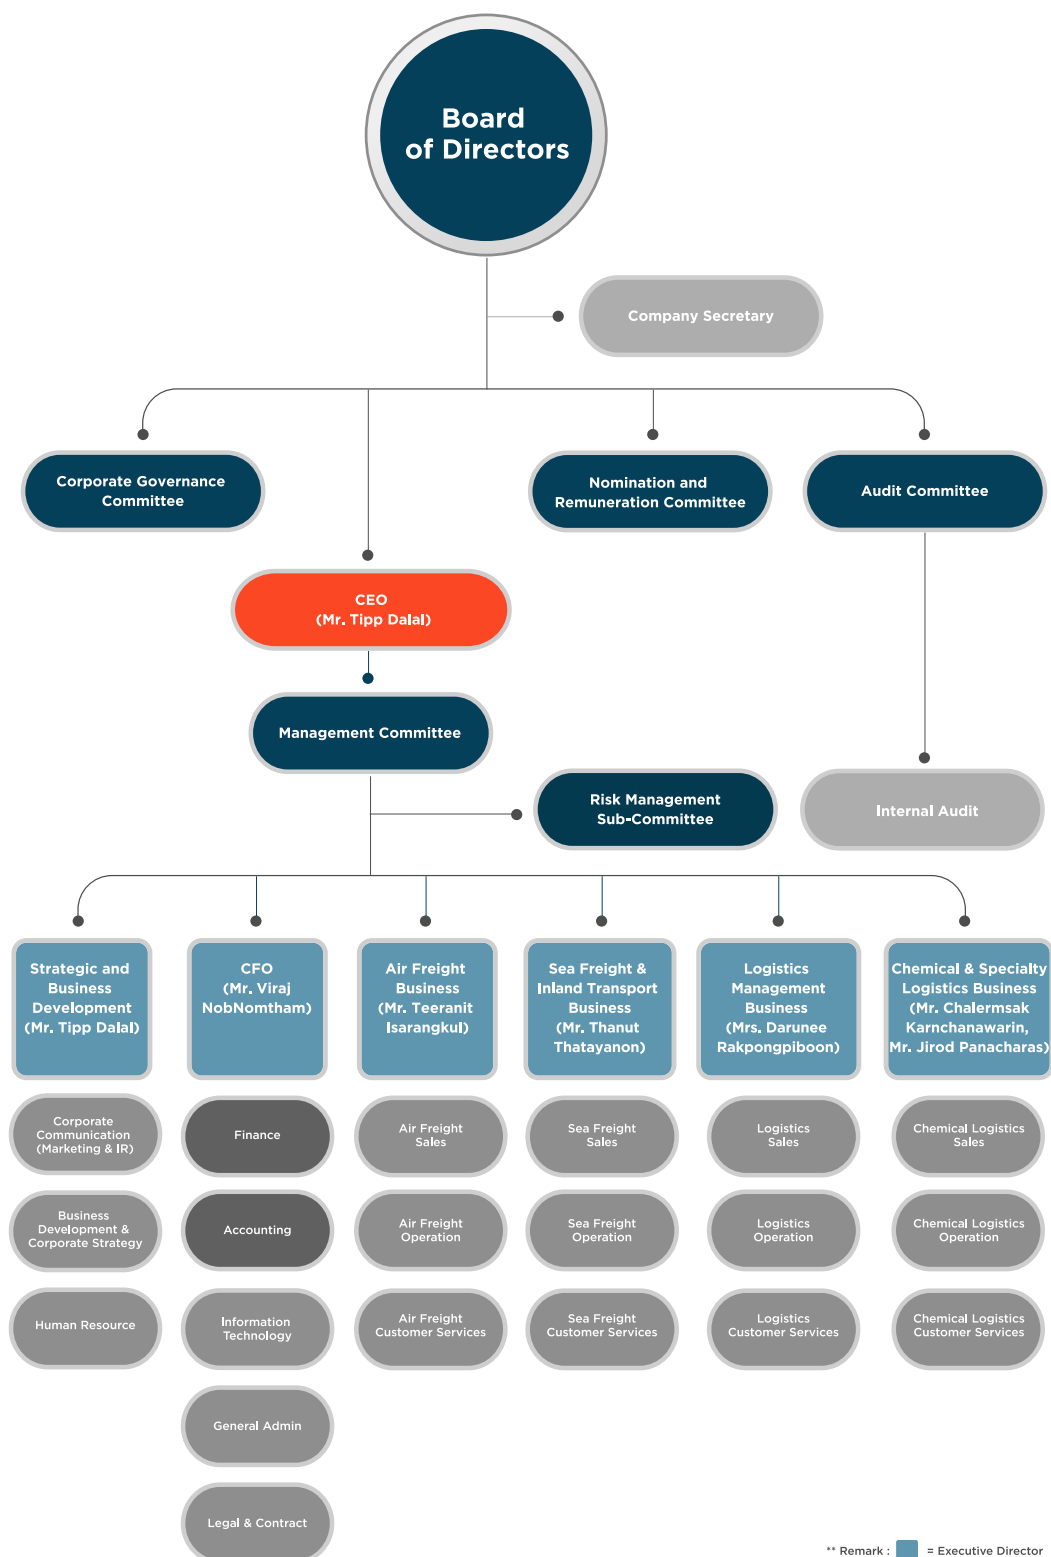 Board
of Directors
Company Secretary
Corporate Governance
Committee
Nomination and
Remuneration Committee
Audit Committee
CEO
(Mr. Tipp Dalal)
Management Committee
Risk Management
Sub-Committee
Internal Audit
Strategic and
Business
Development
(Mr. Tipp Dalal)
CFO
(Mr. Viraj
NobNomtham)
Air Freight
Business
(Mr. Teeranit
Isarangkul)
Sea Freight &
Inland Transport
Business
(Mr. Thanut
Thatayanon)
Logistics
Management
Business
(Mrs. Darunee
Rakpongpiboon)
Chemical & Specialty
Logistics Business
(Mr. Chalermsak
Karnchanawarin,
Mr. Jirod Panacharas)
Corporate
Communication
(Marketing & IR)
Finance
Air Freight
Sales
Sea Freight
Sales
Logistics
Sales
Chemical Logistics
Sales
Business
Development &
Corporate Strategy
Accounting
Air Freight
Operation
Sea Freight
Operation
Logistics
Operation
Chemical Logistics
Operation
Human Resource
Information
Technology
Air Freight
Customer Services
Sea Freight
Customer Services
Logistics
Customer Services
Chemical Logistics
Customer Services
General Admin
Legal & Contract
** Remark : = Executive Director